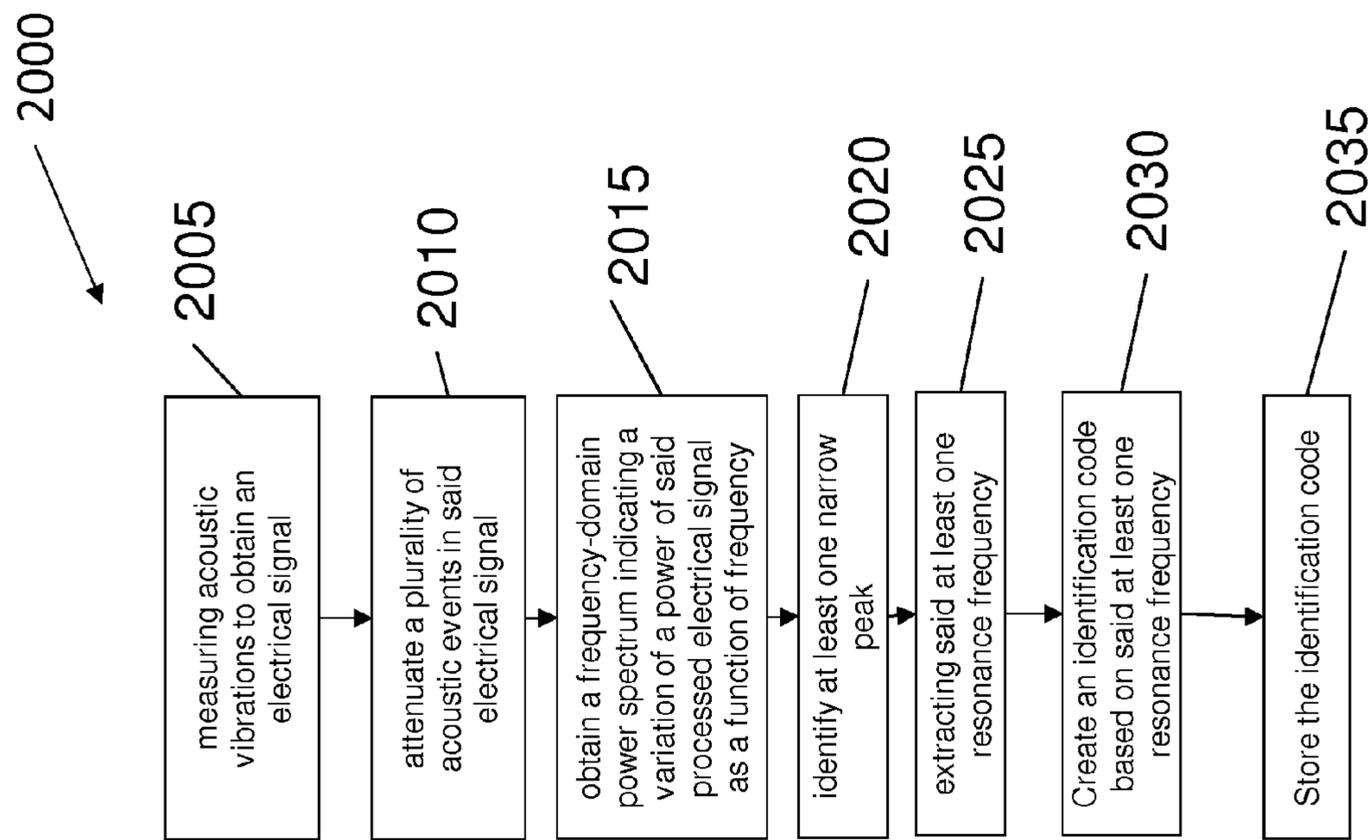 2000
measuring acoustic
vibrations to obtain an
electrical signal
2005
attenuate a plurality of
acoustic events in said
electrical signal
2010
obtain a frequency-domain
power spectrum indicating a
variation of a power of said
processed electrical signal
as a function of frequency
2015
identify at least one narrow
peak
2020
extracting said at least one
resonance frequency
2025
Create an identification code
based on said at least one
resonance frequency
2030
Store the identification code
2035